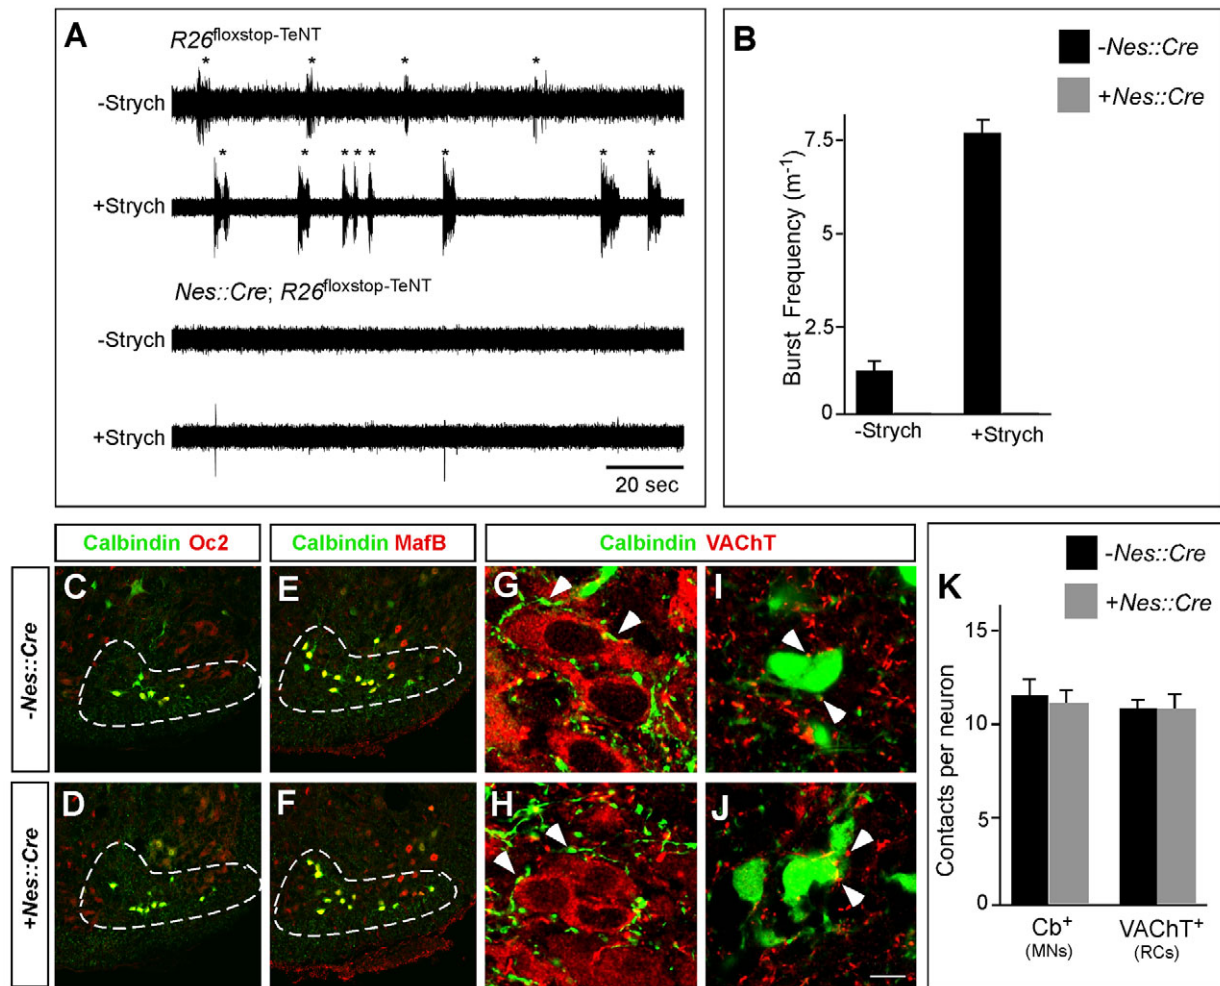 A
R26floxstop-TeNT
* * * *
-Strych
* * * * * * * *
+Strych
Nes::Cre; R26floxstop-TeNT
-Strych
+Strych
20 sec
B
-Nes::Cre
+Nes::Cre
Burst Frequency (m-1)
7.5
5
2.5
0
-Strych +Strych
Calbindin Oc2
Calbindin MafB
Calbindin VAChT
-Nes::Cre
C E G I
+Nes::Cre
D F H J
K
-Nes::Cre
+Nes::Cre
Contacts per neuron
15
10
15
0
Cb+ VAChT+
(MNs) (RCs)